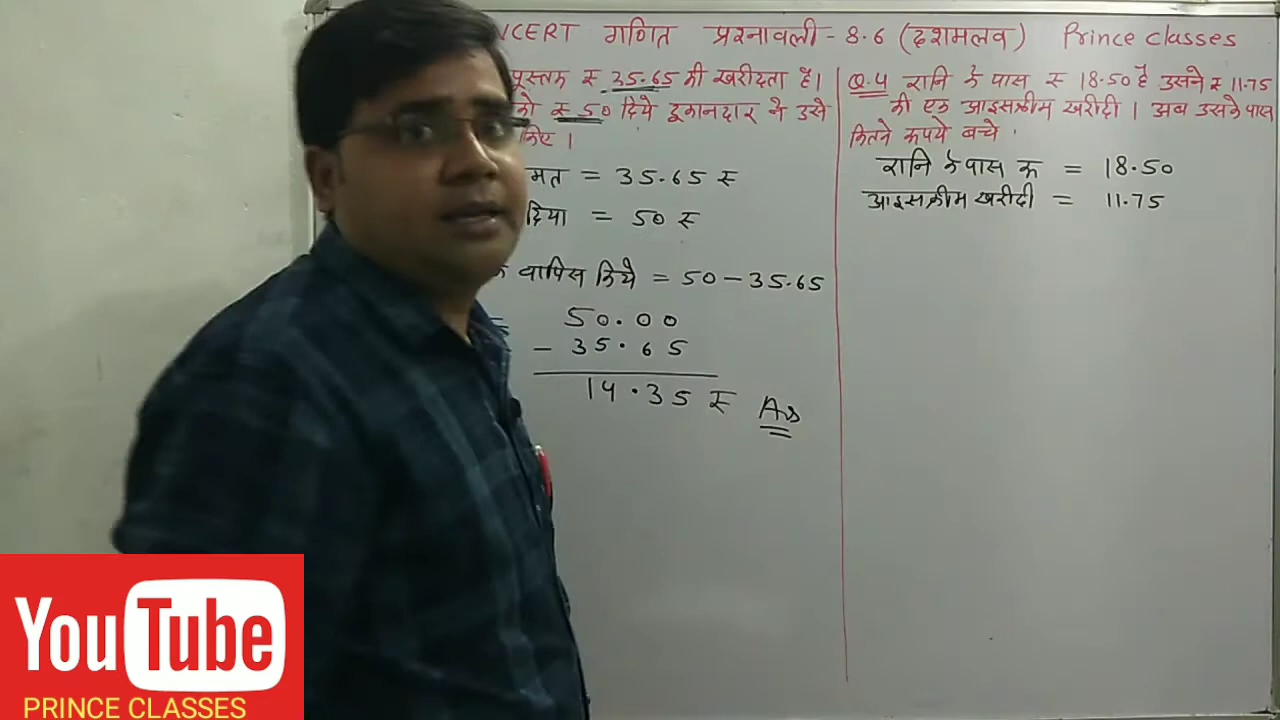 NCERT गणित प्रश्नावली - 8.6 (दशमलव) Prince classes
पुस्तक रु 35.65 की खरीदता है।
को रु 50 दिये दूकानदार ने उसे
किए।
मत = 35.65 रु
दिया = 50 रु
वापिस किये = 50 - 35.65
50.00
- 35.65
14.35 रु Ans
Q.4 रानि के पास रु 18.50 है उसने रु 11.75
की एक आइसक्रीम खरीदी। अब उसके पास
कितने रूपये बचे।
रानि के पास रू = 18.50
आइसक्रीम खरीदी = 11.75
YouTube
PRINCE CLASSES